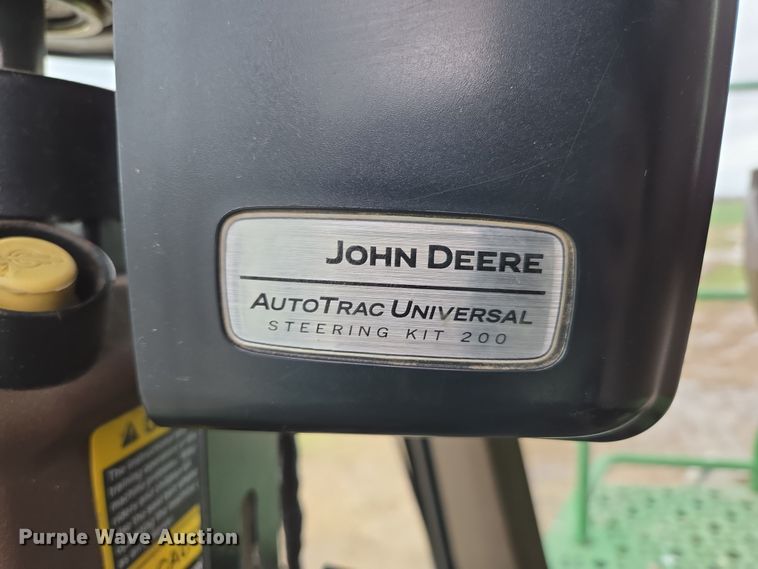 JOHN DEERE
AUTOTRAC UNIVERSAL
STEERING KIT 200
Purple Wave Auction®